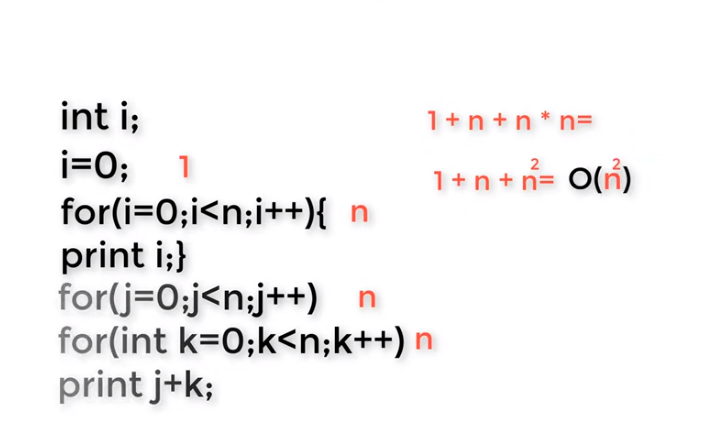 int i;
i=0; 1
for(i=0;i<n;i++){ n
print i;}
for(j=0;j<n;j++) n
for(int k=0;k<n;k++) n
print j+k;
1 + n + n * n=
1 + n + n²= O(n²)